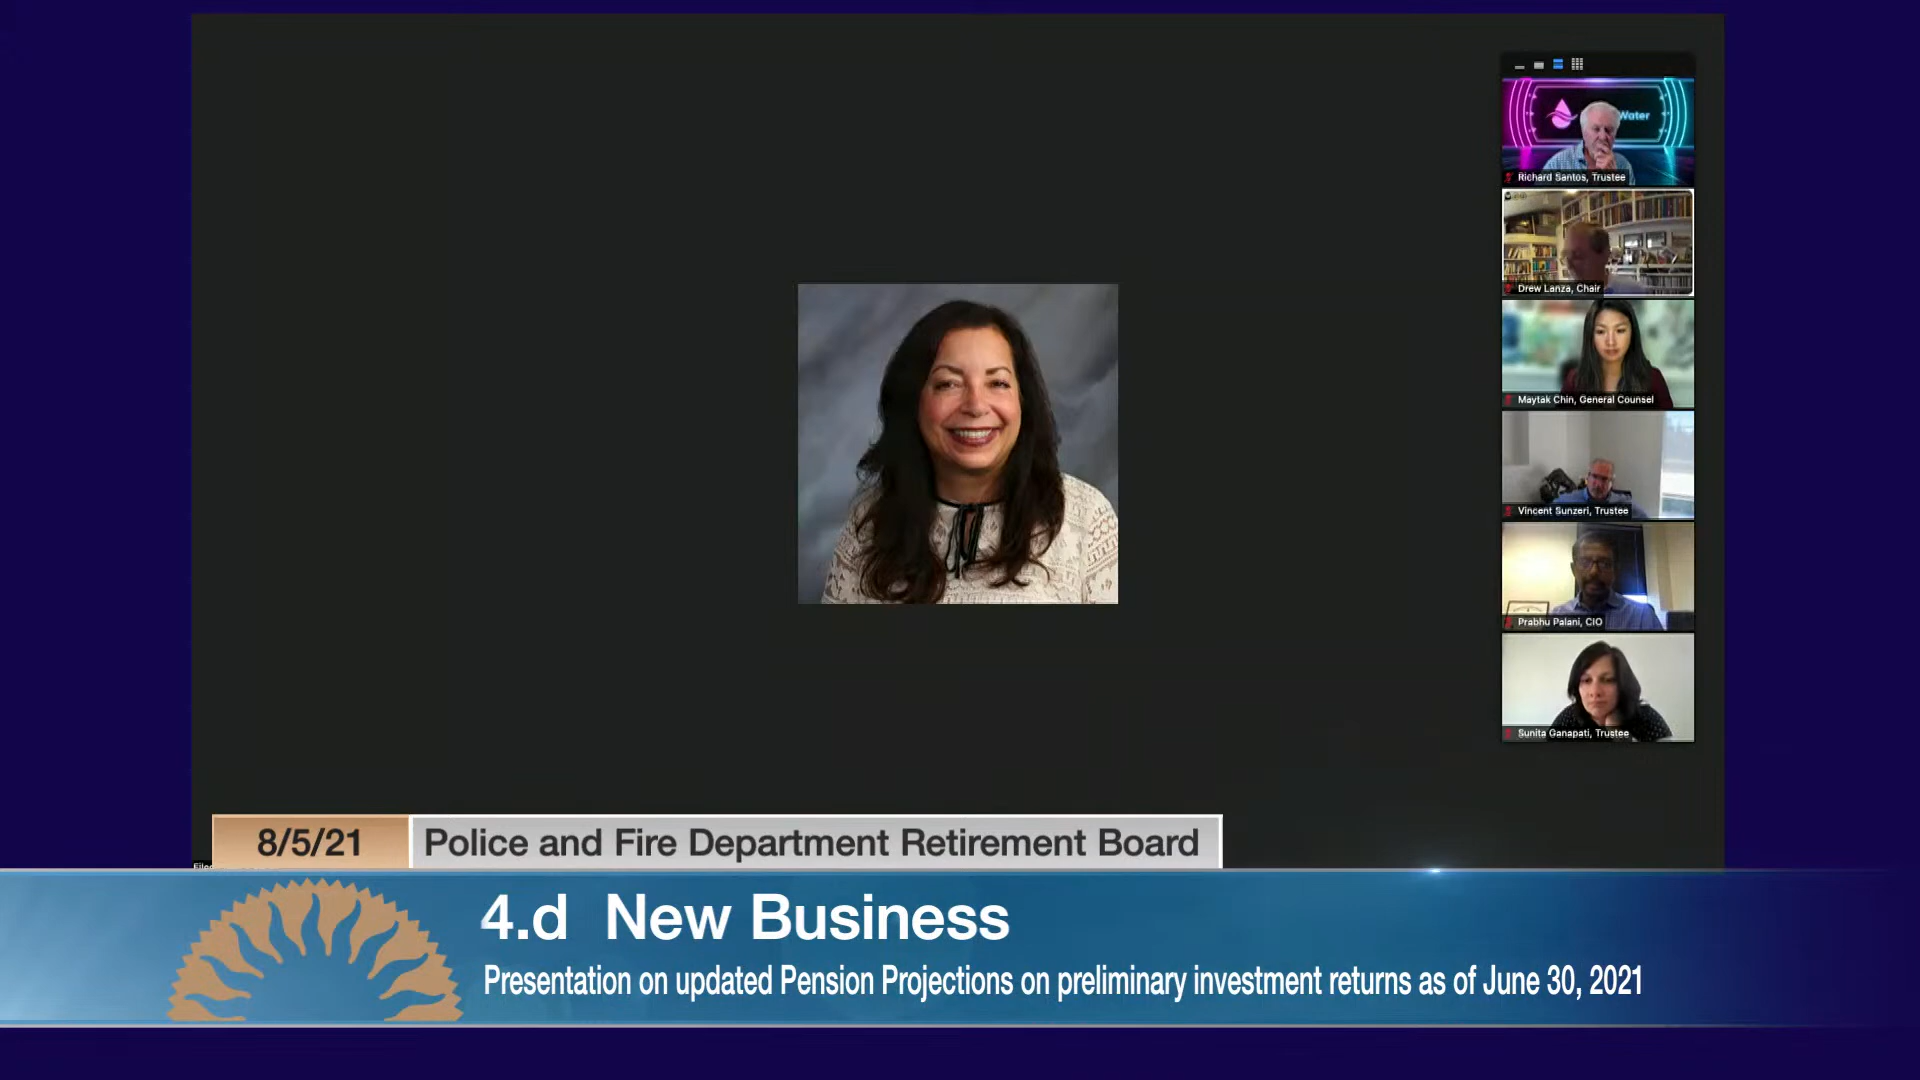 Water
Richard Santos, Trustee
Drew Lanza, Chair
Maytak Chin, General Counsel
Vincent Sunzeri, Trustee
Prabhu Palani, CIO
Sunita Ganapati, Trustee
8/5/21 Police and Fire Department Retirement Board
4.d New Business
Presentation on updated Pension Projections on preliminary investment returns as of June 30, 2021